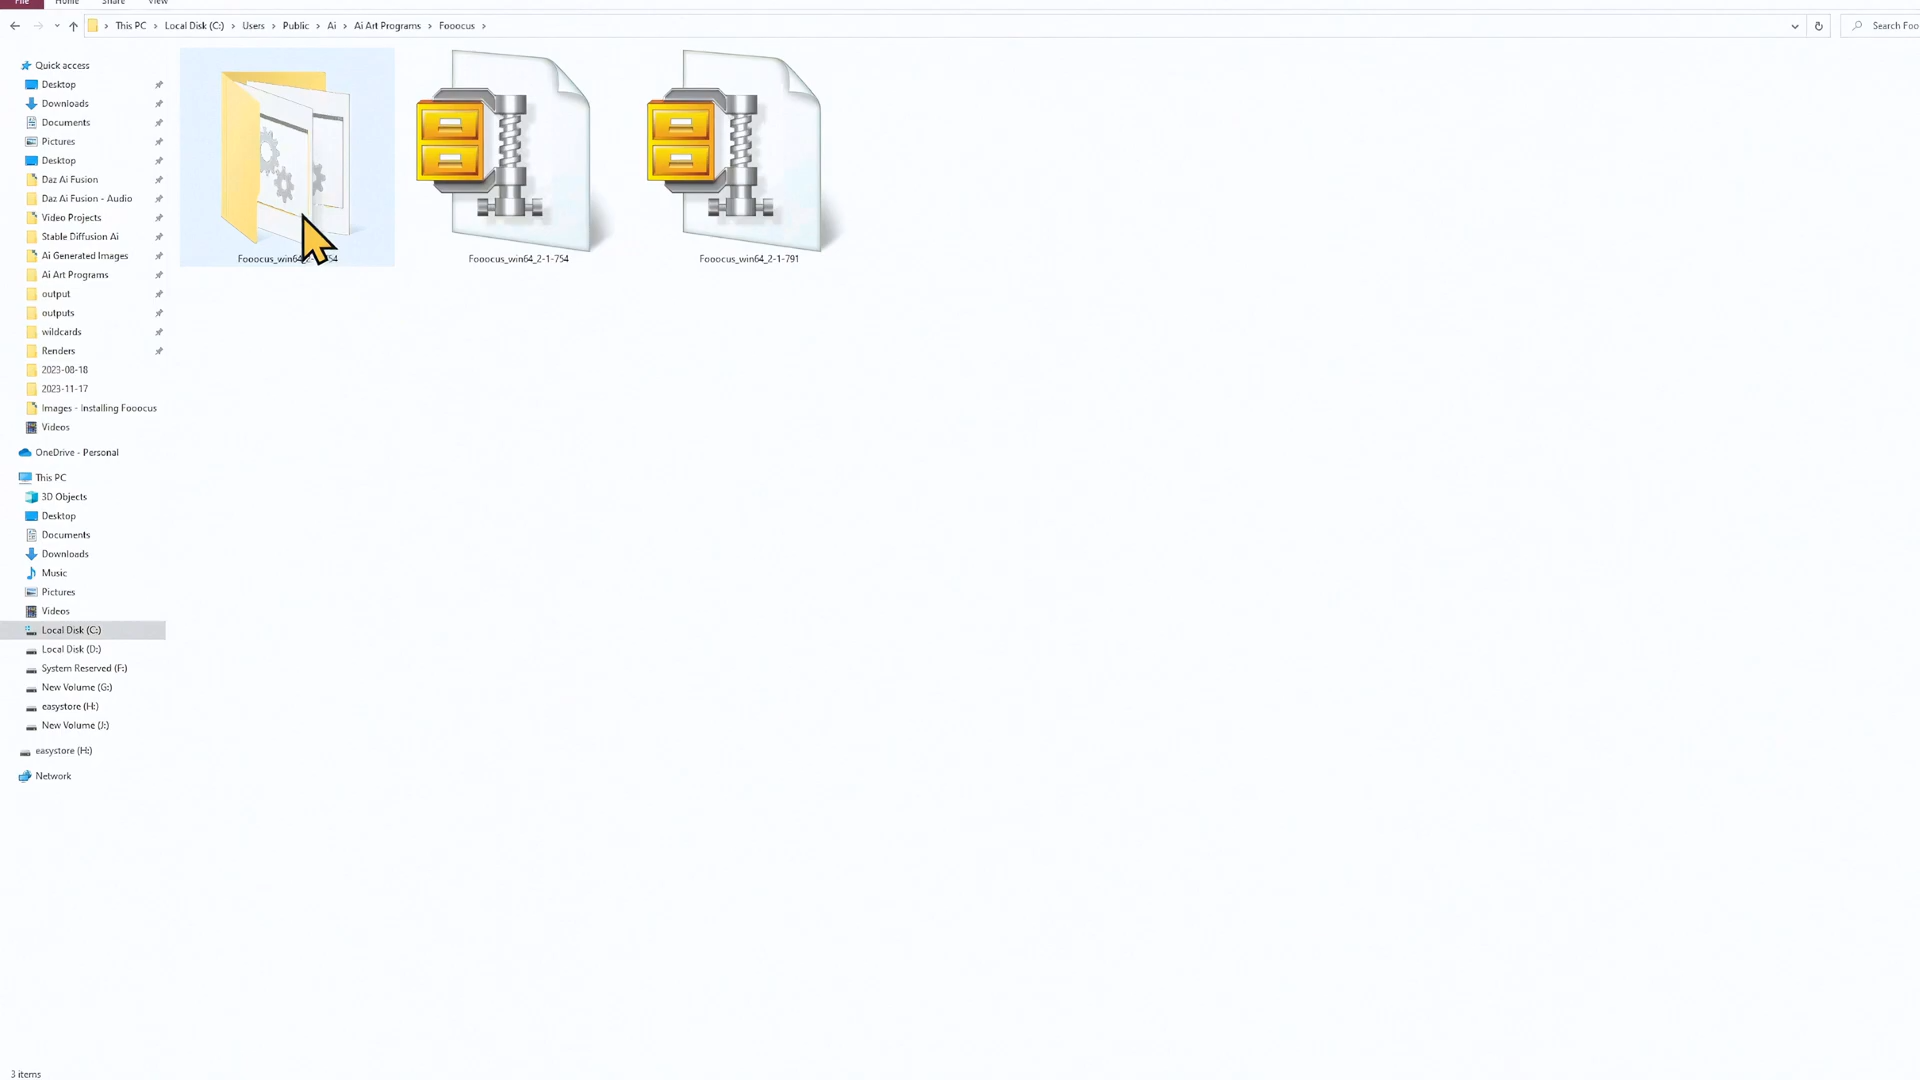 File Home Share View
This PC > Local Disk (C:) > Users > Public > Ai > Ai Art Programs > Fooocus >
Search Foo
Quick access
Desktop
Downloads
Documents
Pictures
Desktop
Daz Ai Fusion
Daz Ai Fusion - Audio
Video Projects
Stable Diffusion Ai
Ai Generated Images
Ai Art Programs
output
outputs
wildcards
Renders
2023-08-18
2023-11-17
Images - Installing Fooocus
Videos
OneDrive - Personal
This PC
3D Objects
Desktop
Documents
Downloads
Music
Pictures
Videos
Local Disk (C:)
Local Disk (D:)
System Reserved (F:)
New Volume (G:)
easystore (H:)
New Volume (J:)
easystore (H:)
Network
Fooocus_win64_2-1-754
Fooocus_win64_2-1-791
3 items